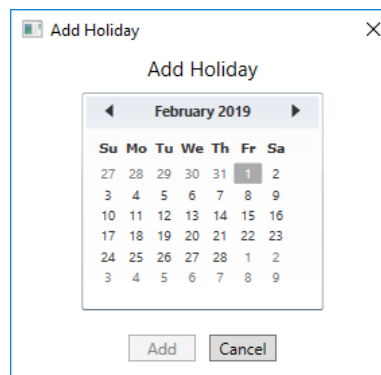 Add Holiday
Add Holiday
February 2019
Su Mo Tu We Th Fr Sa
27 28 29 30 31 1 2
3 4 5 6 7 8 9
10 11 12 13 14 15 16
17 18 19 20 21 22 23
24 25 26 27 28 1 2
3 4 5 6 7 8 9
Add Cancel